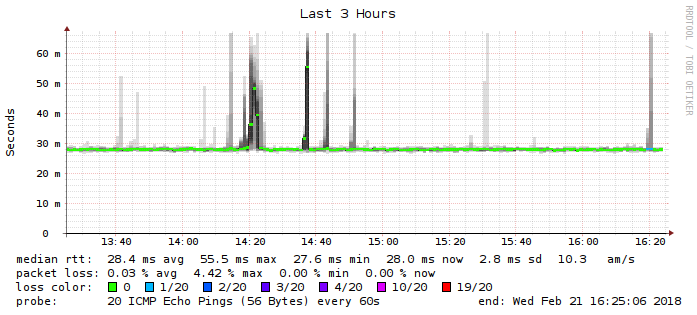 Last 3 Hours
RRDTOOL / TOBI OETIKER
Seconds
60 m
50 m
40 m
30 m
20 m
10 m
0
13:40 14:00 14:20 14:40 15:00 15:20 15:40 16:00 16:20
median rtt: 28.4 ms avg 55.5 ms max 27.6 ms min 28.0 ms now 2.8 ms sd 10.3 am/s
packet loss: 0.03 % avg 4.42 % max 0.00 % min 0.00 % now
loss color: 0 1/20 2/20 3/20 4/20 10/20 19/20
probe: 20 ICMP Echo Pings (56 Bytes) every 60s end: Wed Feb 21 16:25:06 2018